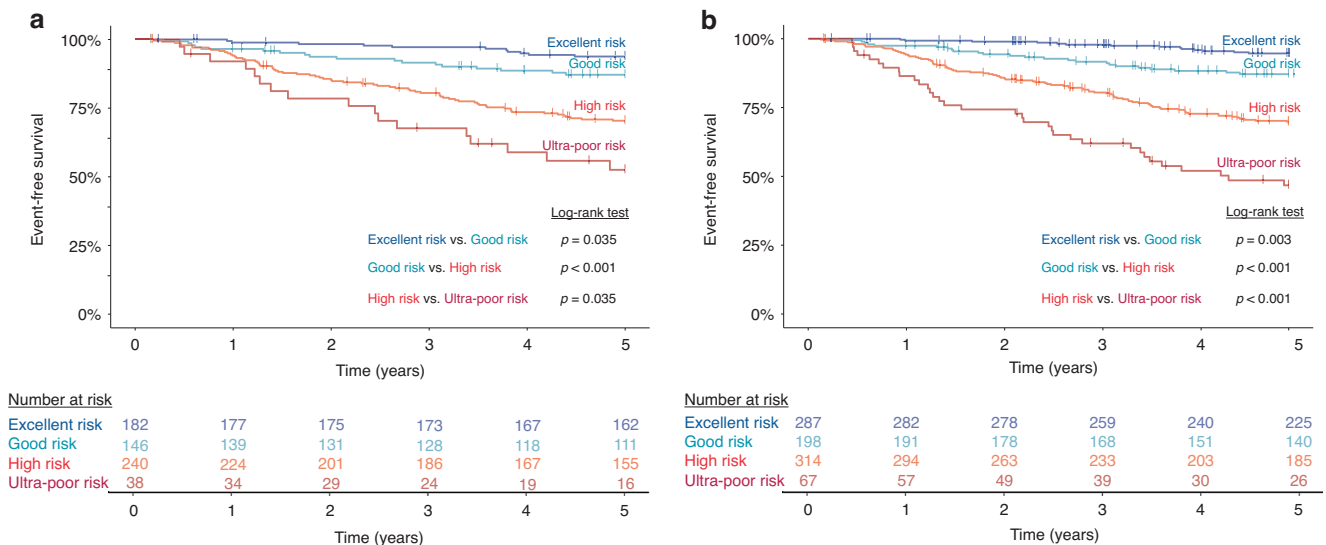 a
100%
75%
50%
25%
0%
Event-free survival
Excellent risk
Good risk
High risk
Ultra-poor risk
Log-rank test
Excellent risk vs. Good risk p = 0.035
Good risk vs. High risk p < 0.001
High risk vs. Ultra-poor risk p = 0.035
0 1 2 3 4 5
Time (years)
Number at risk
Excellent risk 182 177 175 173 167 162
Good risk 146 139 131 128 118 111
High risk 240 224 201 186 167 155
Ultra-poor risk 38 34 29 24 19 16
0 1 2 3 4 5
Time (years)
b
100%
75%
50%
25%
0%
Event-free survival
Excellent risk
Good risk
High risk
Ultra-poor risk
Log-rank test
Excellent risk vs. Good risk p = 0.003
Good risk vs. High risk p < 0.001
High risk vs. Ultra-poor risk p < 0.001
0 1 2 3 4 5
Time (years)
Number at risk
Excellent risk 287 282 278 259 240 225
Good risk 198 191 178 168 151 140
High risk 314 294 263 233 203 185
Ultra-poor risk 67 57 49 39 30 26
0 1 2 3 4 5
Time (years)